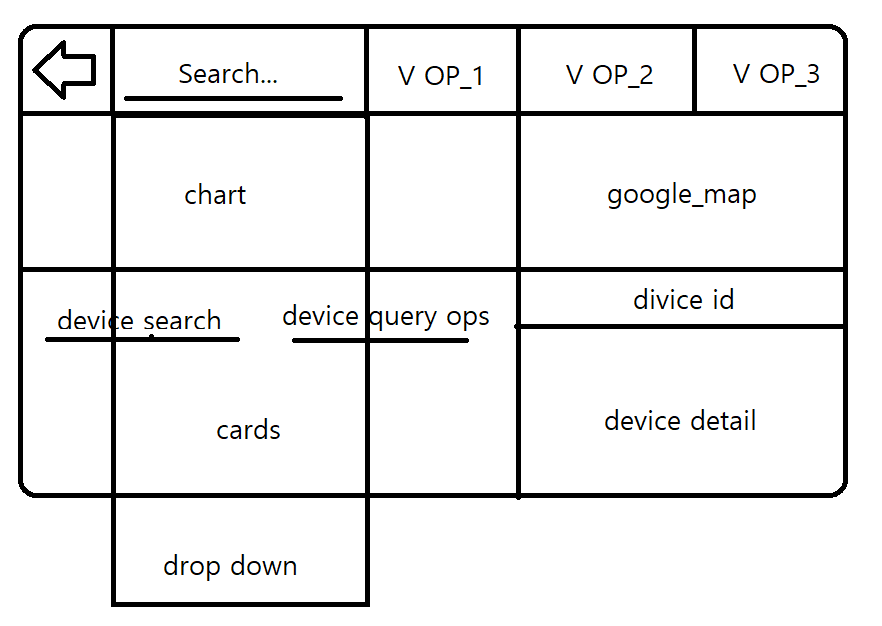 Search...
V OP_1
V OP_2
V OP_3
chart
google_map
divice id
device search
device query ops
cards
device detail
drop down